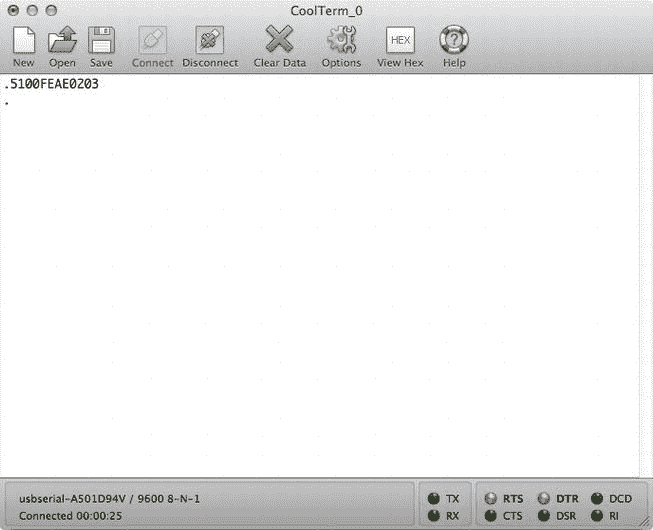 CoolTerm_0
New Open Save Connect Disconnect Clear Data Options HEX View Hex Help
.5100FEAE0203
.
usbserial-A501D94V / 9600 8-N-1
Connected 00:00:25
TX RTS DTR DCD
RX CTS DSR RI